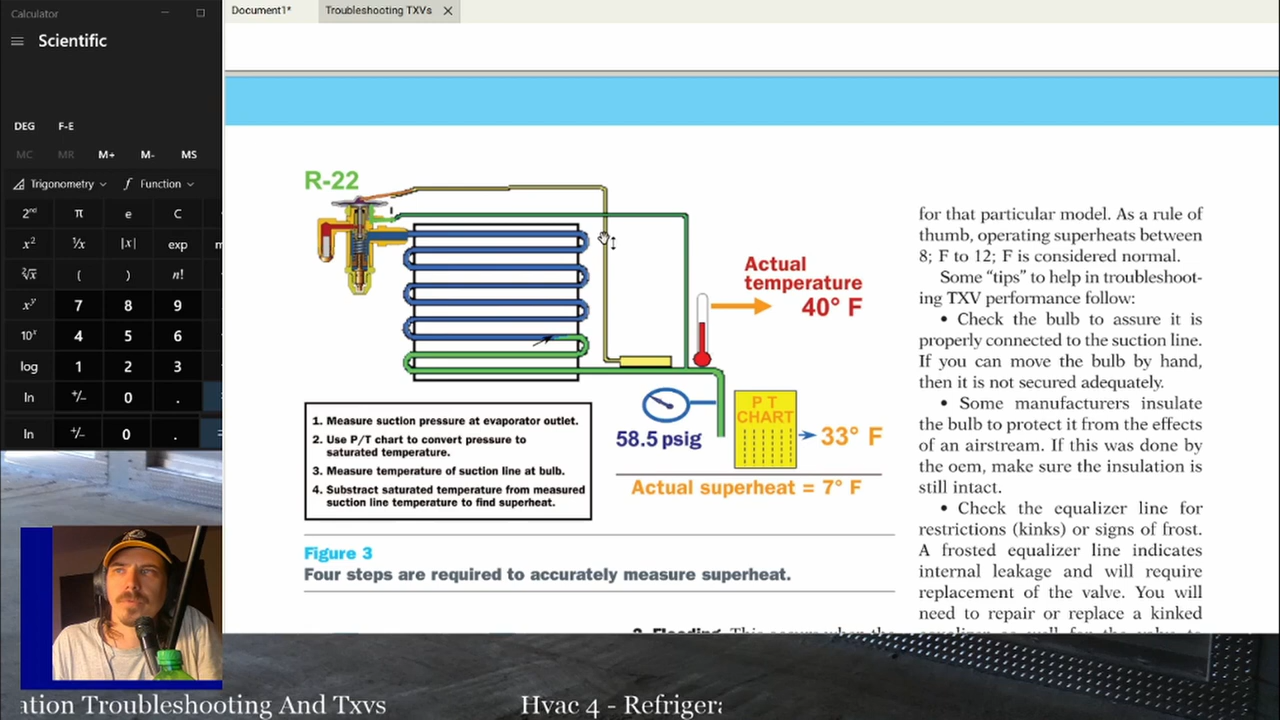 Calculator
Scientific
DEG F-E
MC MR M+ M- MS
Trigonometry Function
2ⁿᵈ π e C
x² ¹/x |x| exp m
²√x ( ) n!
xʸ 7 8 9
10ˣ 4 5 6
log 1 2 3
ln +/- 0 .
ln +/- 0 .
Document1*
Troubleshooting TXVs
R-22
Actual
temperature
40° F
P T
CHART
58.5 psig
33° F
Actual superheat = 7° F
1. Measure suction pressure at evaporator outlet.
2. Use P/T chart to convert pressure to
saturated temperature.
3. Measure temperature of suction line at bulb.
4. Substract saturated temperature from measured
suction line temperature to find superheat.
Figure 3
Four steps are required to accurately measure superheat.
for that particular model. As a rule of
thumb, operating superheats between
8; F to 12; F is considered normal.
Some “tips” to help in troubleshoot-
ing TXV performance follow:
• Check the bulb to assure it is
properly connected to the suction line.
If you can move the bulb by hand,
then it is not secured adequately.
• Some manufacturers insulate
the bulb to protect it from the effects
of an airstream. If this was done by
the oem, make sure the insulation is
still intact.
• Check the equalizer line for
restrictions (kinks) or signs of frost.
A frosted equalizer line indicates
internal leakage and will require
replacement of the valve. You will
need to repair or replace a kinked
ation Troubleshooting And Txvs
Hvac 4 - Refrigera